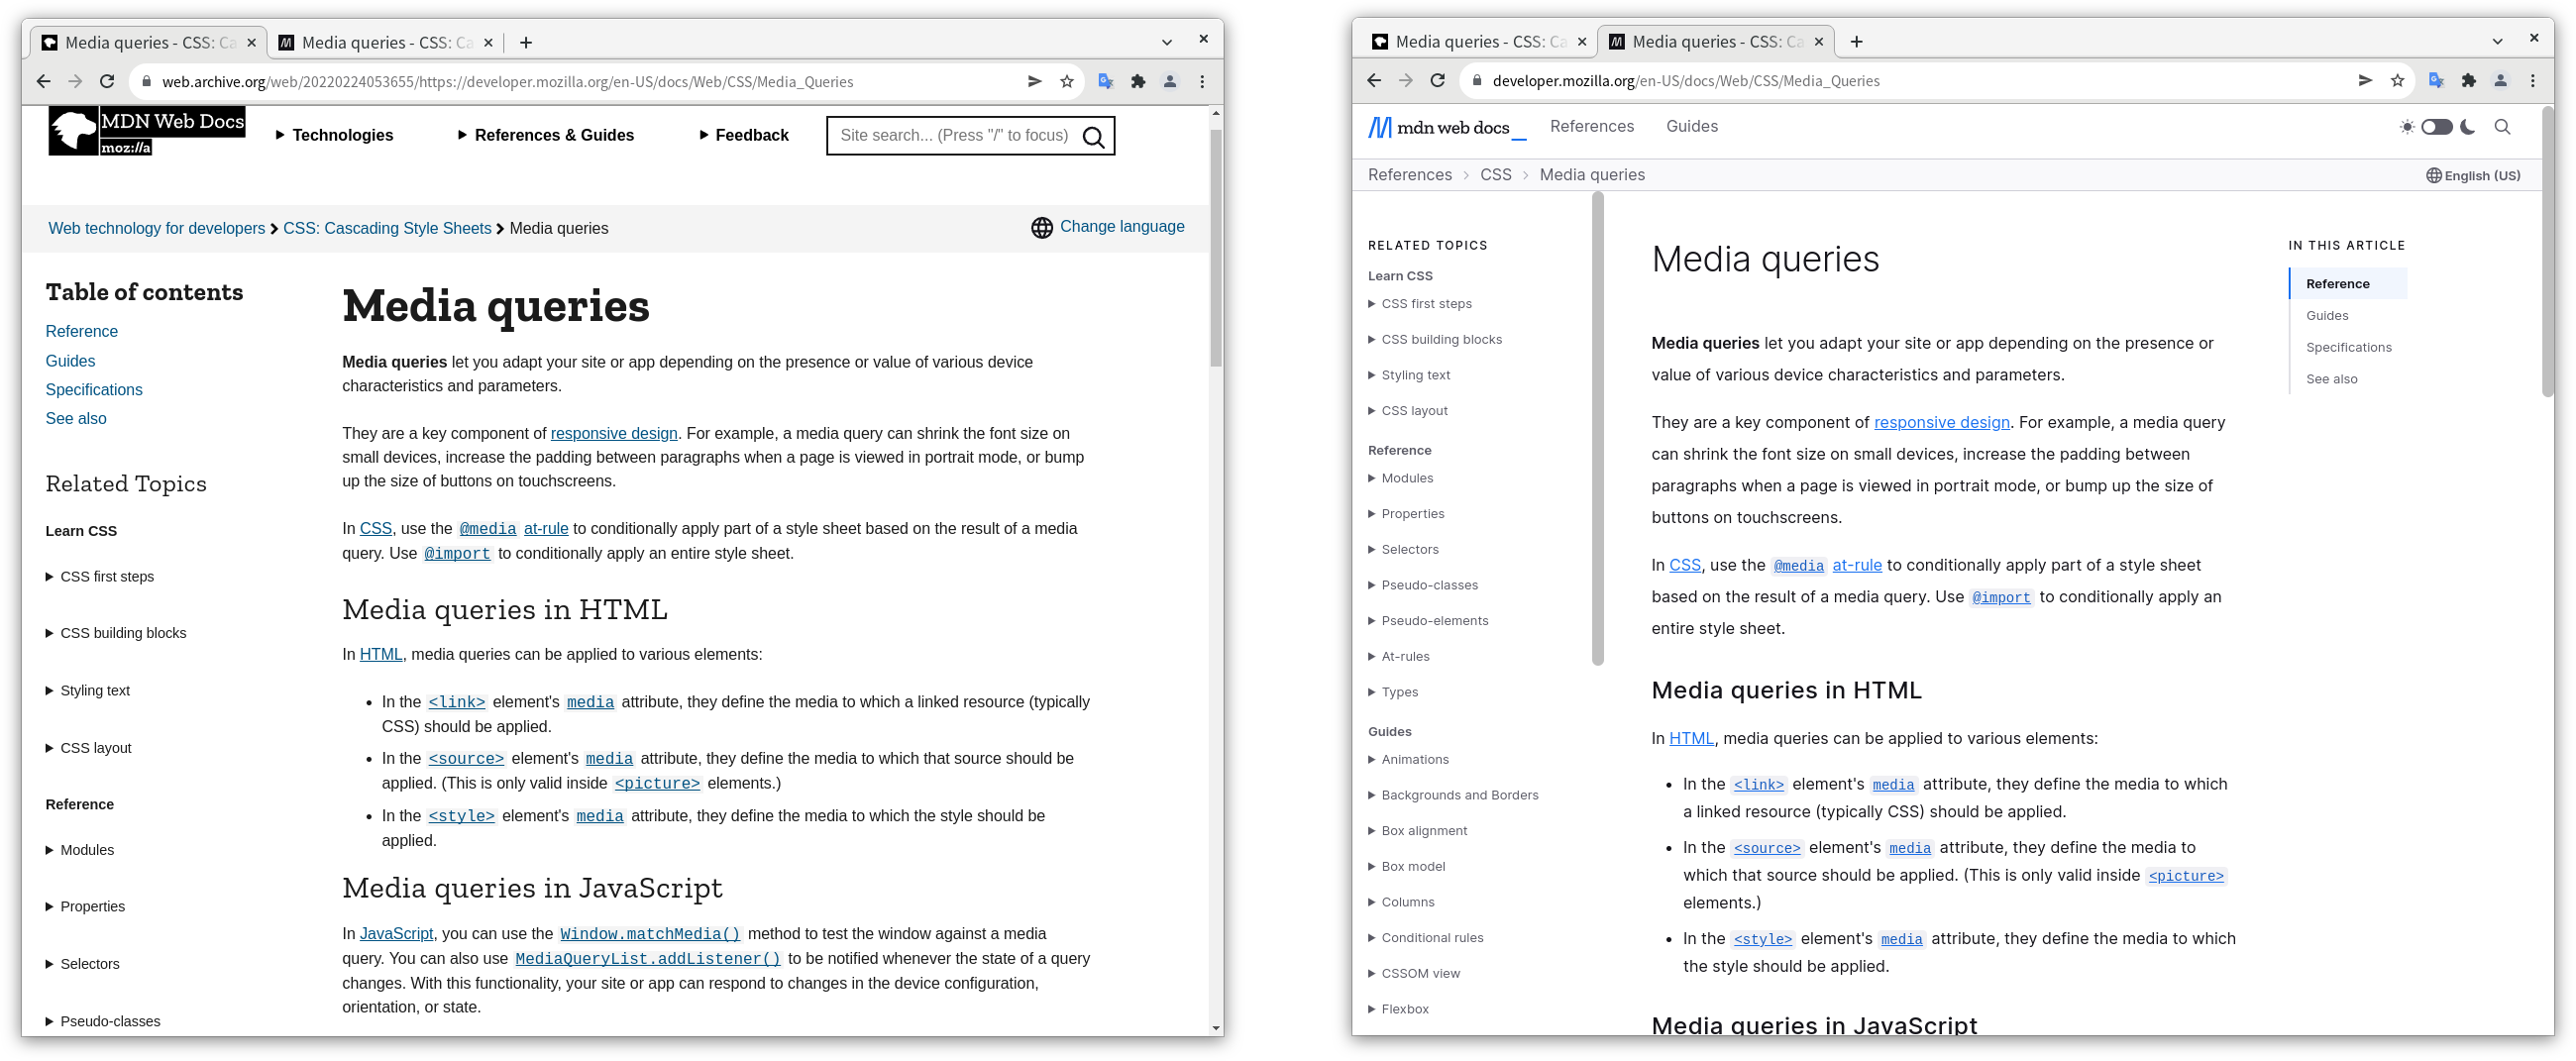 Media queries - CSS: Ca
Media queries - CSS: Ca
web.archive.org/web/20220224053655/https://developer.mozilla.org/en-US/docs/Web/CSS/Media_Queries
MDN Web Docs
moz://a
Technologies
References & Guides
Feedback
Site search... (Press "/" to focus)
Web technology for developers
CSS: Cascading Style Sheets
Media queries
Change language
Table of contents
Reference
Guides
Specifications
See also
Related Topics
Learn CSS
CSS first steps
CSS building blocks
Styling text
CSS layout
Reference
Modules
Properties
Selectors
Pseudo-classes
Media queries
Media queries let you adapt your site or app depending on the presence or value of various device
characteristics and parameters.
They are a key component of responsive design. For example, a media query can shrink the font size on
small devices, increase the padding between paragraphs when a page is viewed in portrait mode, or bump
up the size of buttons on touchscreens.
In CSS, use the @media at-rule to conditionally apply part of a style sheet based on the result of a media
query. Use @import to conditionally apply an entire style sheet.
Media queries in HTML
In HTML, media queries can be applied to various elements:
• In the <link> element's media attribute, they define the media to which a linked resource (typically
CSS) should be applied.
• In the <source> element's media attribute, they define the media to which that source should be
applied. (This is only valid inside <picture> elements.)
• In the <style> element's media attribute, they define the media to which the style should be
applied.
Media queries in JavaScript
In JavaScript, you can use the Window.matchMedia() method to test the window against a media
query. You can also use MediaQueryList.addListener() to be notified whenever the state of a query
changes. With this functionality, your site or app can respond to changes in the device configuration,
orientation, or state.
Media queries - CSS: Ca
Media queries - CSS: Ca
developer.mozilla.org/en-US/docs/Web/CSS/Media_Queries
mdn web docs _
References
Guides
References
CSS
Media queries
English (US)
RELATED TOPICS
Learn CSS
CSS first steps
CSS building blocks
Styling text
CSS layout
Reference
Modules
Properties
Selectors
Pseudo-classes
Pseudo-elements
At-rules
Types
Guides
Animations
Backgrounds and Borders
Box alignment
Box model
Columns
Conditional rules
CSSOM view
Flexbox
Media queries
Media queries let you adapt your site or app depending on the presence or
value of various device characteristics and parameters.
They are a key component of responsive design. For example, a media query
can shrink the font size on small devices, increase the padding between
paragraphs when a page is viewed in portrait mode, or bump up the size of
buttons on touchscreens.
In CSS, use the @media at-rule to conditionally apply part of a style sheet
based on the result of a media query. Use @import to conditionally apply an
entire style sheet.
Media queries in HTML
In HTML, media queries can be applied to various elements:
• In the <link> element's media attribute, they define the media to which
a linked resource (typically CSS) should be applied.
• In the <source> element's media attribute, they define the media to
which that source should be applied. (This is only valid inside <picture>
elements.)
• In the <style> element's media attribute, they define the media to which
the style should be applied.
Media queries in JavaScript
IN THIS ARTICLE
Reference
Guides
Specifications
See also